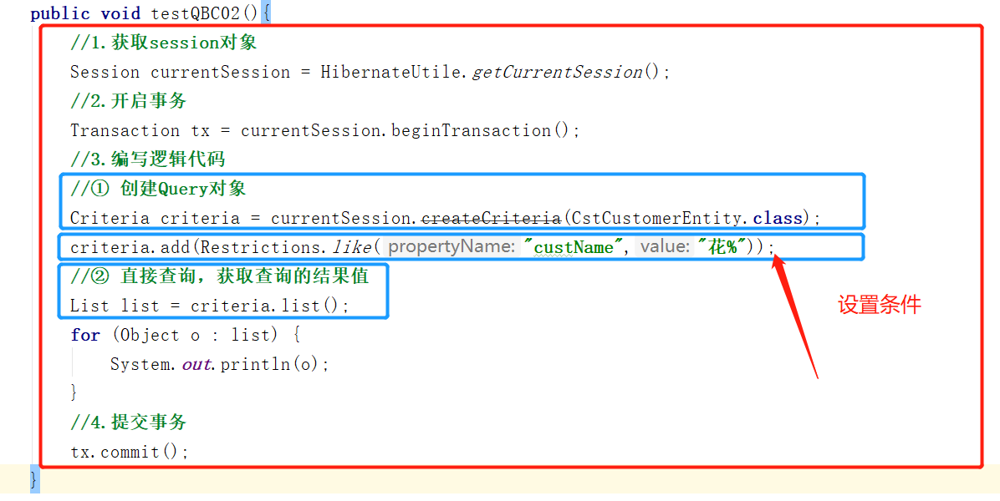 public void testQBC02(){
//1.获取session对象
Session currentSession = HibernateUtile.getCurrentSession();
//2.开启事务
Transaction tx = currentSession.beginTransaction();
//3.编写逻辑代码
//① 创建Query对象
Criteria criteria = currentSession.createCriteria(CstCustomerEntity.class);
criteria.add(Restrictions.like( propertyName: "custName", value: "花%"));
//② 直接查询，获取查询的结果值
List list = criteria.list();
设置条件
for (Object o : list) {
System.out.println(o);
}
//4.提交事务
tx.commit();
}